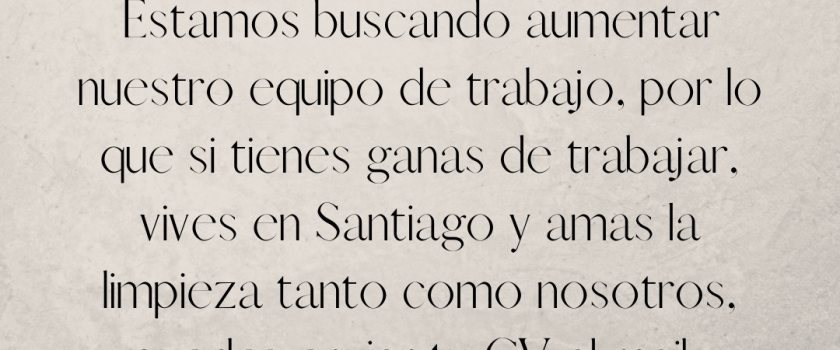 Estamos buscando aumentar
nuestro equipo de trabajo, por lo
que si tienes ganas de trabajar,
vives en Santiago y amas la
limpieza tanto como nosotros,
CV